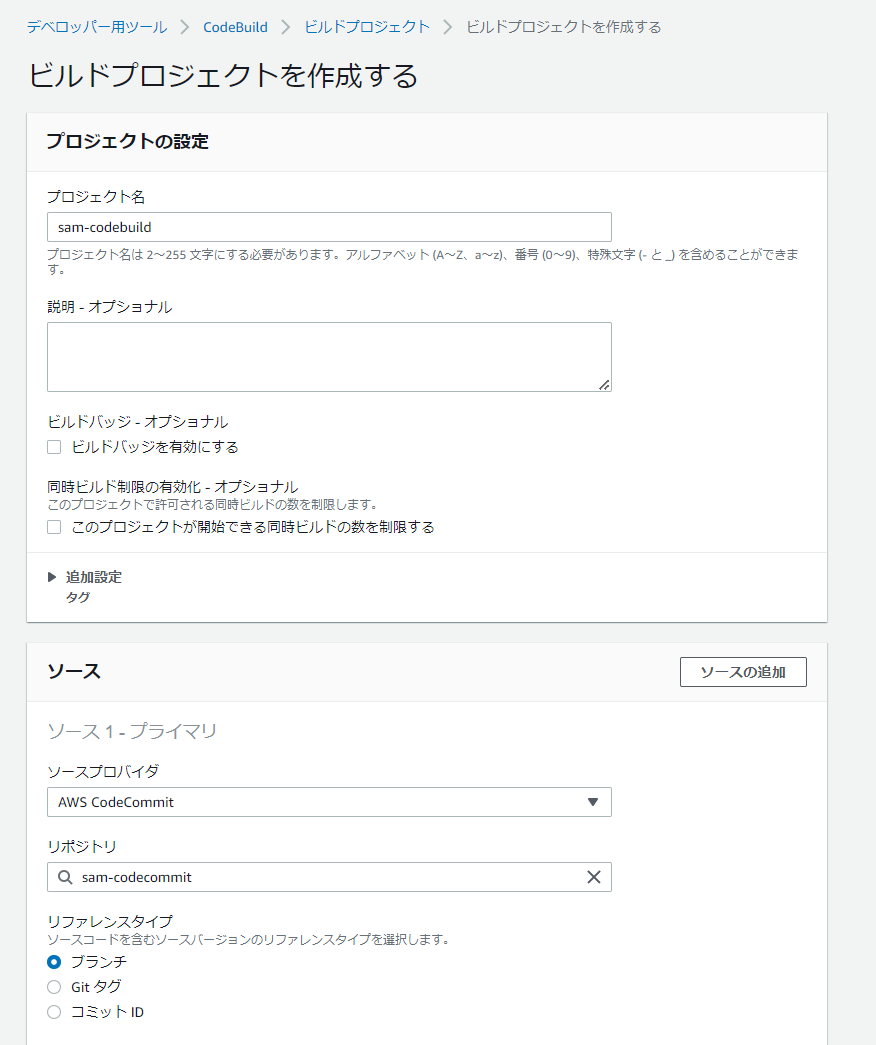 デベロッパー用ツール > CodeBuild > ビルドプロジェクト > ビルドプロジェクトを作成する
ビルドプロジェクトを作成する
プロジェクトの設定
プロジェクト名
sam-codebuild
プロジェクト名は 2～255 文字にする必要があります。アルファベット (A～Z、a～z)、番号 (0～9)、特殊文字 (- と _) を含めることができま
す。
説明 - オプショナル
ビルドバッジ - オプショナル
ビルドバッジを有効にする
同時ビルド制限の有効化 - オプショナル
このプロジェクトで許可される同時ビルドの数を制限します。
このプロジェクトが開始できる同時ビルドの数を制限する
追加設定
タグ
ソース
ソースの追加
ソース 1 - プライマリ
ソースプロバイダ
AWS CodeCommit
リポジトリ
sam-codecommit
リファレンスタイプ
ソースコードを含むソースバージョンのリファレンスタイプを選択します。
ブランチ
Git タグ
コミット ID